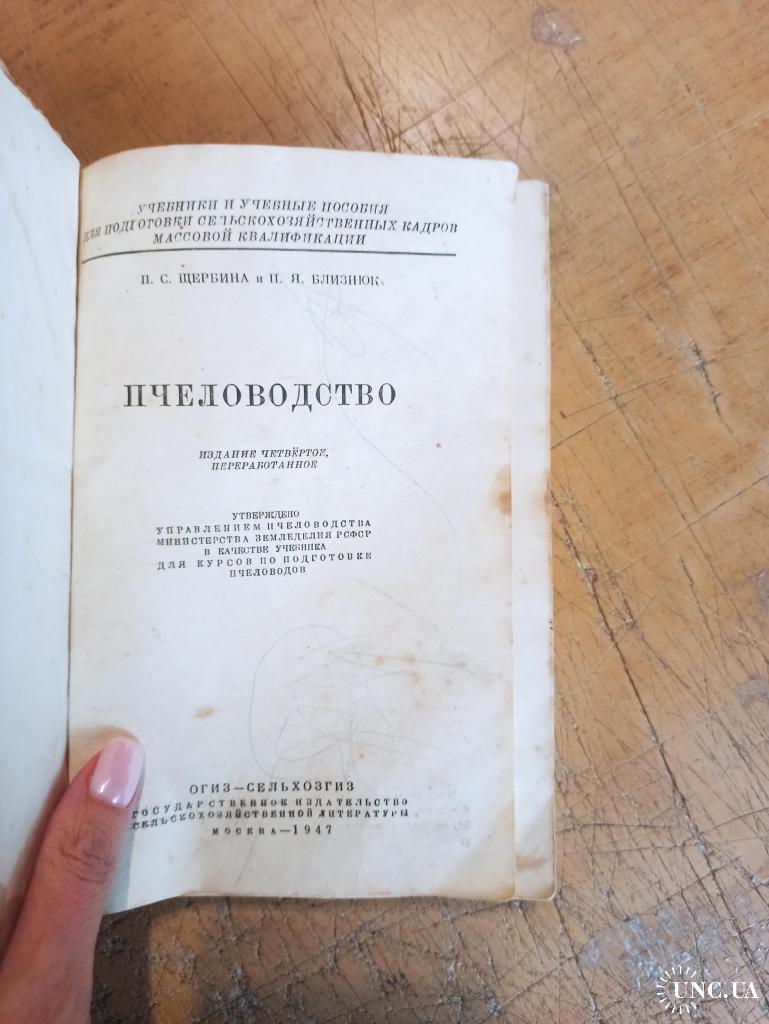 УЧЕБНИКИ И УЧЕБНЫЕ ПОСОБИЯ
ДЛЯ ПОДГОТОВКИ СЕЛЬСКОХОЗЯЙСТВЕННЫХ КАДРОВ
МАССОВОЙ КВАЛИФИКАЦИИ
П. С. ЩЕРБИНА и П. Я. БЛИЗНЮК
ПЧЕЛОВОДСТВО
ИЗДАНИЕ ЧЕТВЁРТОЕ,
ПЕРЕРАБОТАННОЕ
УТВЕРЖДЕНО
УПРАВЛЕНИЕМ ПЧЕЛОВОДСТВА
МИНИСТЕРСТВА ЗЕМЛЕДЕЛИЯ РСФСР
В КАЧЕСТВЕ УЧЕБНИКА
ДЛЯ КУРСОВ ПО ПОДГОТОВКЕ
ПЧЕЛОВОДОВ
ОГИЗ—СЕЛЬХОЗГИЗ
ГОСУДАРСТВЕННОЕ ИЗДАТЕЛЬСТВО
СЕЛЬСКОХОЗЯЙСТВЕННОЙ ЛИТЕРАТУРЫ
МОСКВА—1947
UNC.UA